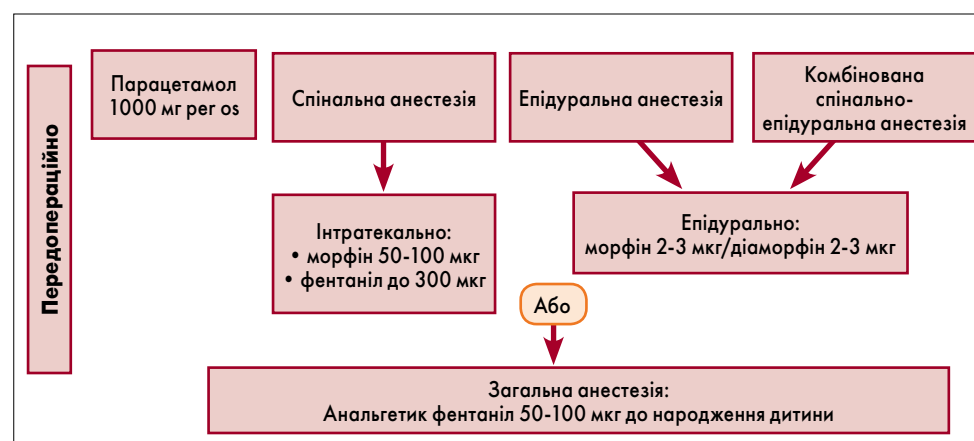 Передопераційно
Парацетамол
1000 мг per os
Спінальна анестезія
Епідуральна анестезія
Комбінована
спінально-
епідуральна анестезія
Інтратекально:
• морфін 50-100 мкг
• фентаніл до 300 мкг
Епідурально:
морфін 2-3 мкг/діаморфін 2-3 мкг
Або
Загальна анестезія:
Анальгетик фентаніл 50-100 мкг до народження дитини